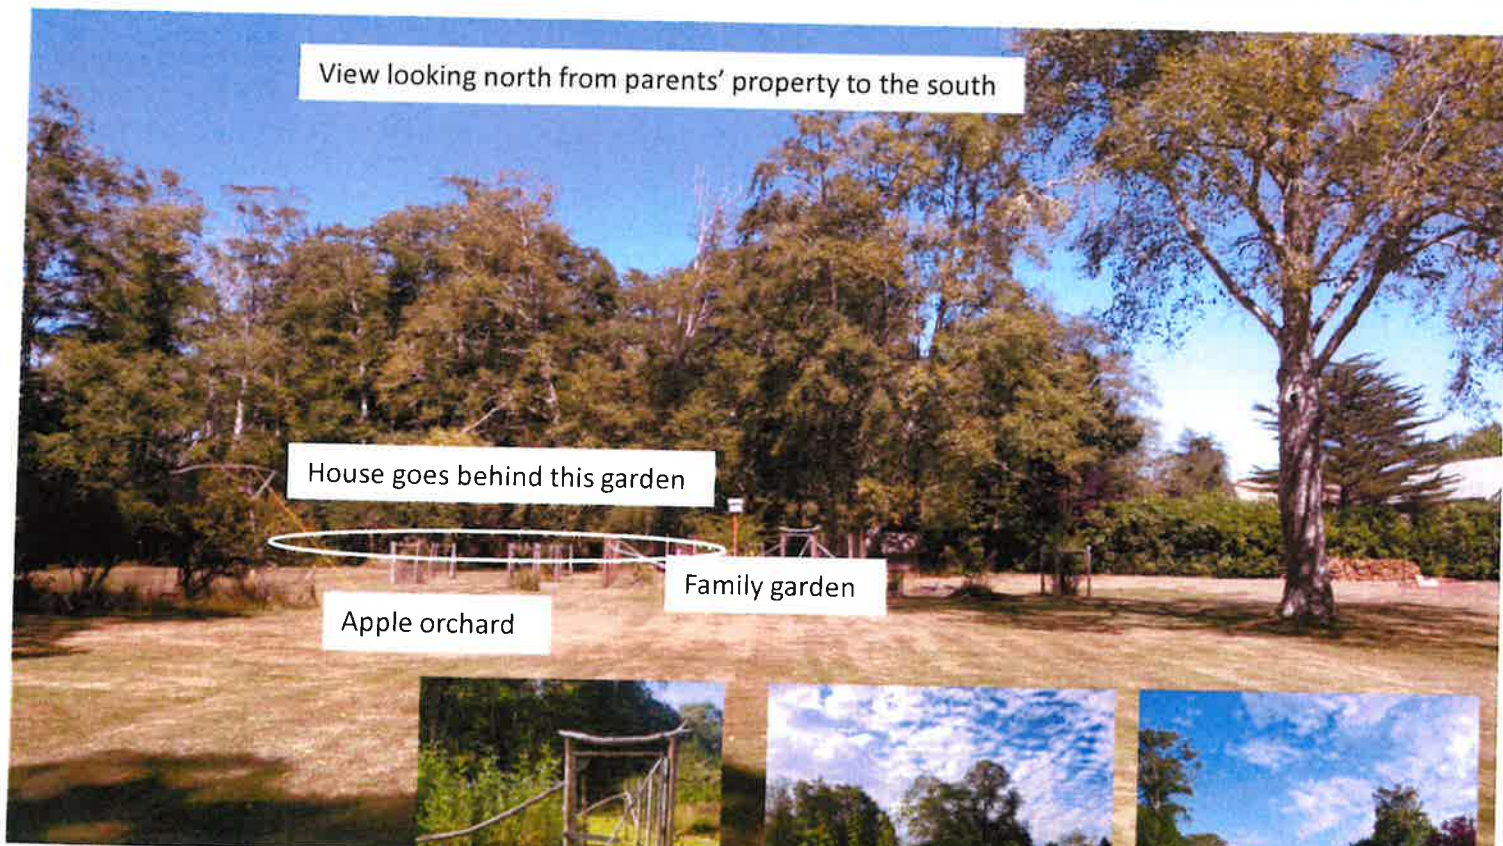 View looking north from parents' property to the south
House goes behind this garden
Family garden
Apple orchard